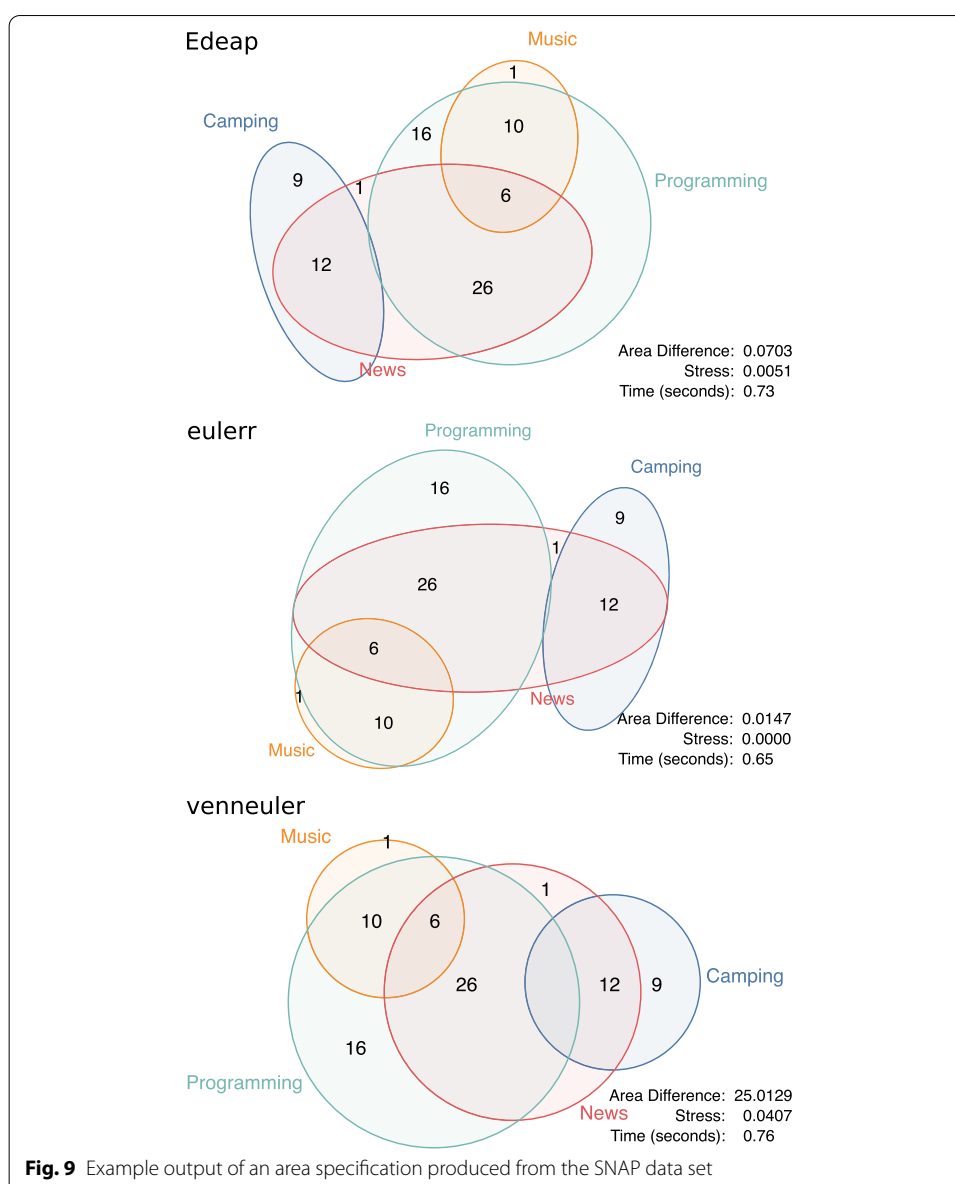 Edeap
Music
1
Camping
16
10
9
1
Programming
6
12
26
Area Difference: 0.0703
Stress: 0.0051
News
Time (seconds): 0.73
eulerr
Programming
Camping
16
9
1
26
12
6
1
News
10
Area Difference: 0.0147
Stress: 0.0000
Music
Time (seconds): 0.65
venneuler
Music
1
1
10
6
26
12
9
Camping
16
Programming
Area Difference: 25.0129
News
Stress: 0.0407
Time (seconds): 0.76
Fig. 9 Example output of an area specification produced from the SNAP data set